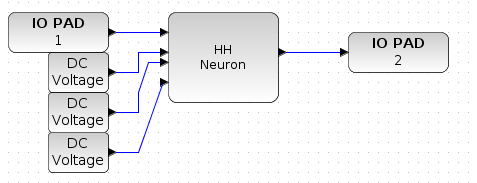 IO PAD
1
DC
Voltage
DC
Voltage
DC
Voltage
HH
Neuron
IO PAD
2